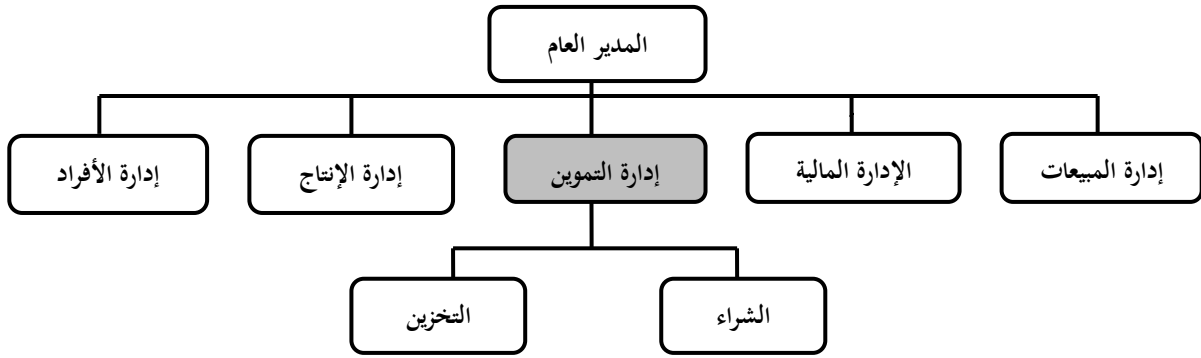 المدير العام
إدارة المبيعات
الإدارة المالية
إدارة التموين
إدارة الإنتاج
إدارة الأفراد
الشراء
التخزين